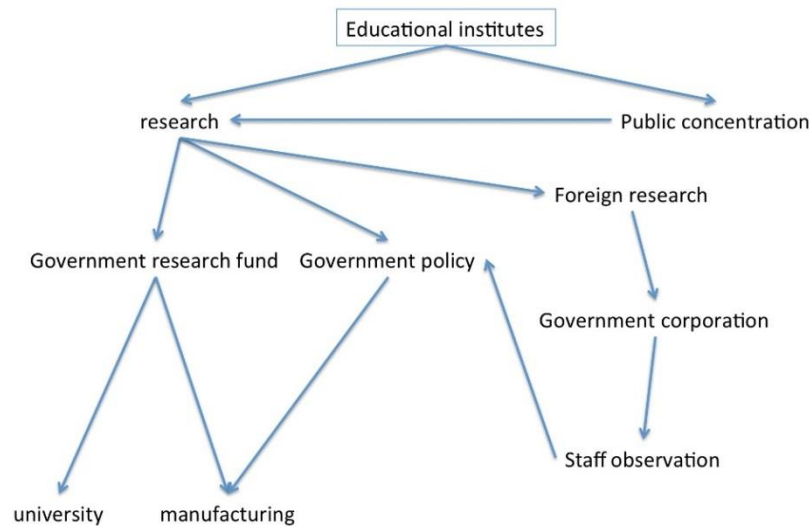 Educational institutes
research
Public concentration
Foreign research
Government research fund
Government policy
Government corporation
Staff observation
university
manufacturing